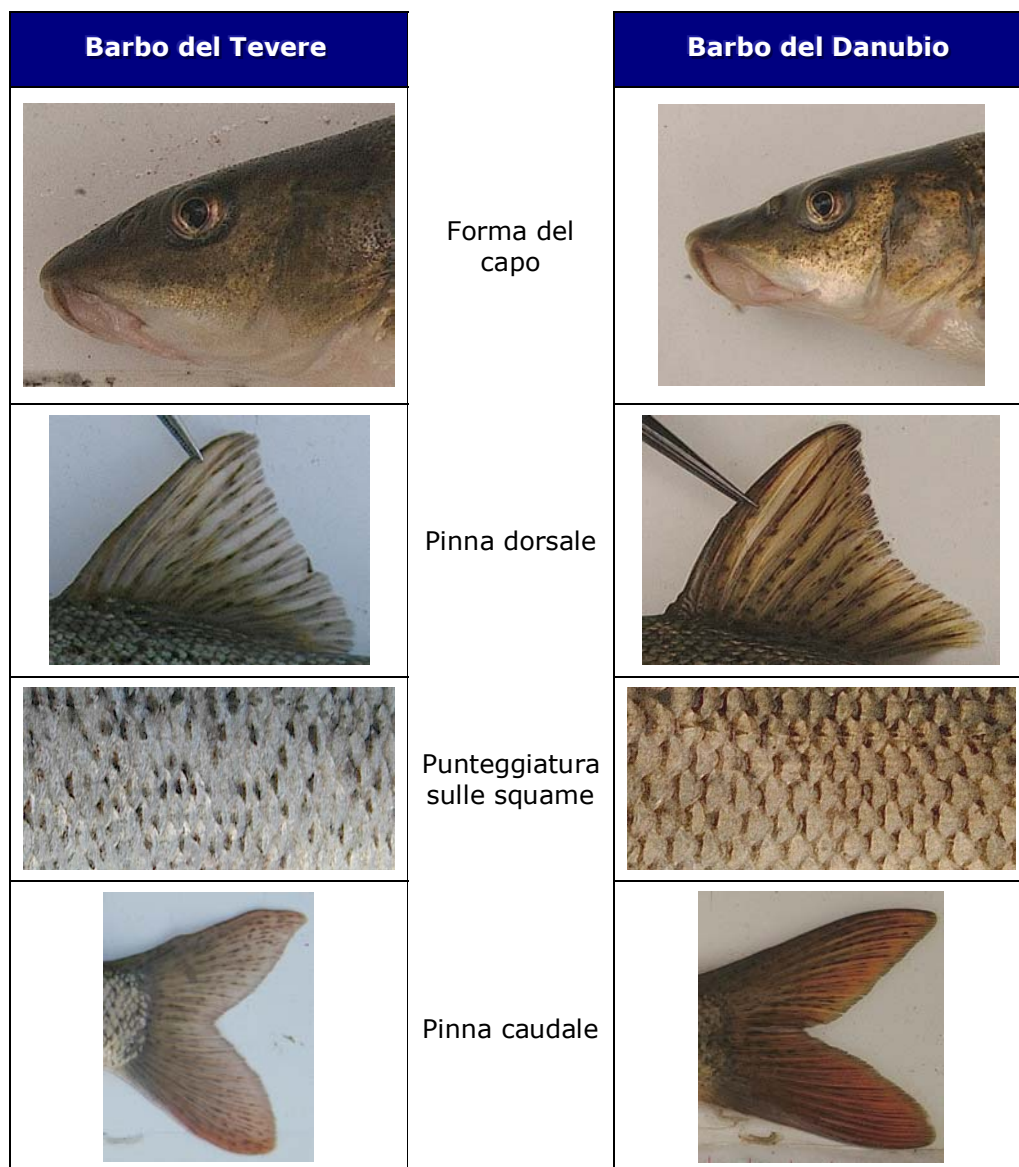 Barbo del Tevere
Barbo del Danubio
Forma del
capo
Pinna dorsale
Punteggiatura
sulle squame
Pinna caudale